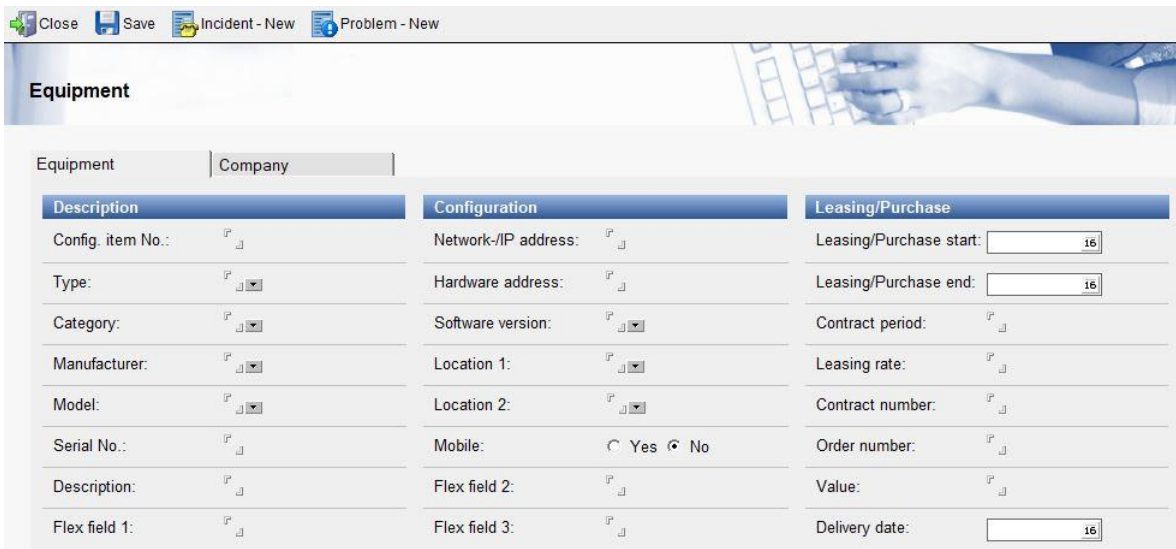 Close Save Incident - New Problem - New
Equipment
Equipment Company
Description Configuration Leasing/Purchase
Config. item No.: Network-/IP address: Leasing/Purchase start: 16
Type: Hardware address: Leasing/Purchase end: 16
Category: Software version: Contract period:
Manufacturer: Location 1: Leasing rate:
Model: Location 2: Contract number:
Serial No.: Mobile: Yes No Order number:
Description: Flex field 2: Value:
Flex field 1: Flex field 3: Delivery date: 16